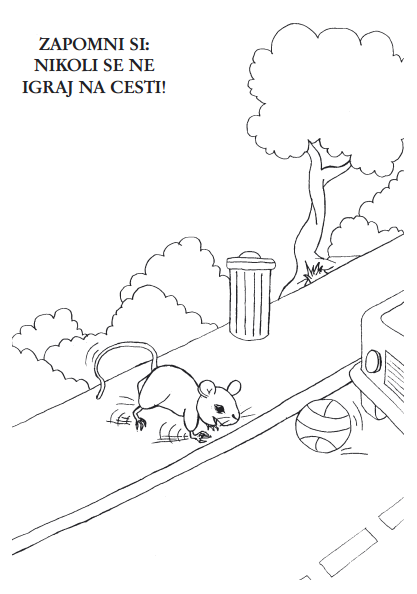 ZAPOMNI SI:
NIKOLI SE NE
IGRAJ NA CESTI!